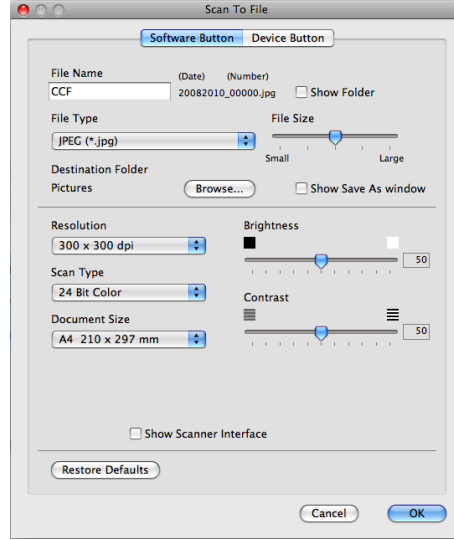 Scan To File
Software Button Device Button
File Name (Date) (Number)
CCF 20082010_00000.jpg Show Folder
File Type File Size
JPEG (*.jpg)
Small Large
Destination Folder
Pictures Browse... Show Save As window
Resolution Brightness
300 x 300 dpi
50
Scan Type
24 Bit Color
Contrast
Document Size
50
A4 210 x 297 mm
Show Scanner Interface
Restore Defaults
Cancel OK